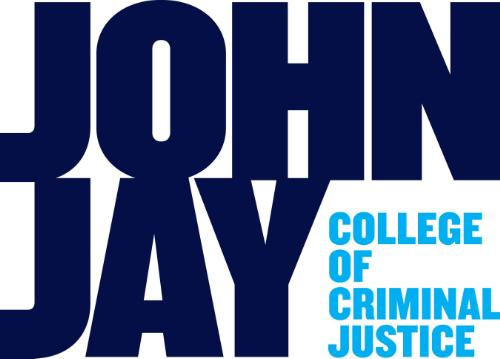 JOHN
JAY
COLLEGE
OF
CRIMINAL
JUSTICE